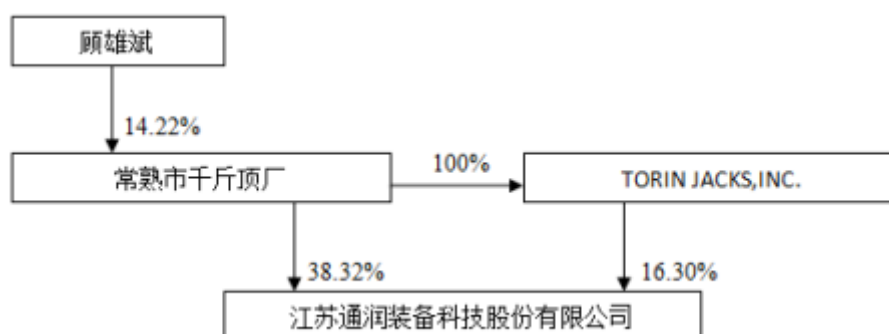 顾雄斌
14.22%
常熟市千斤顶厂
100%
TORIN JACKS,INC.
38.32%
16.30%
江苏通润装备科技股份有限公司